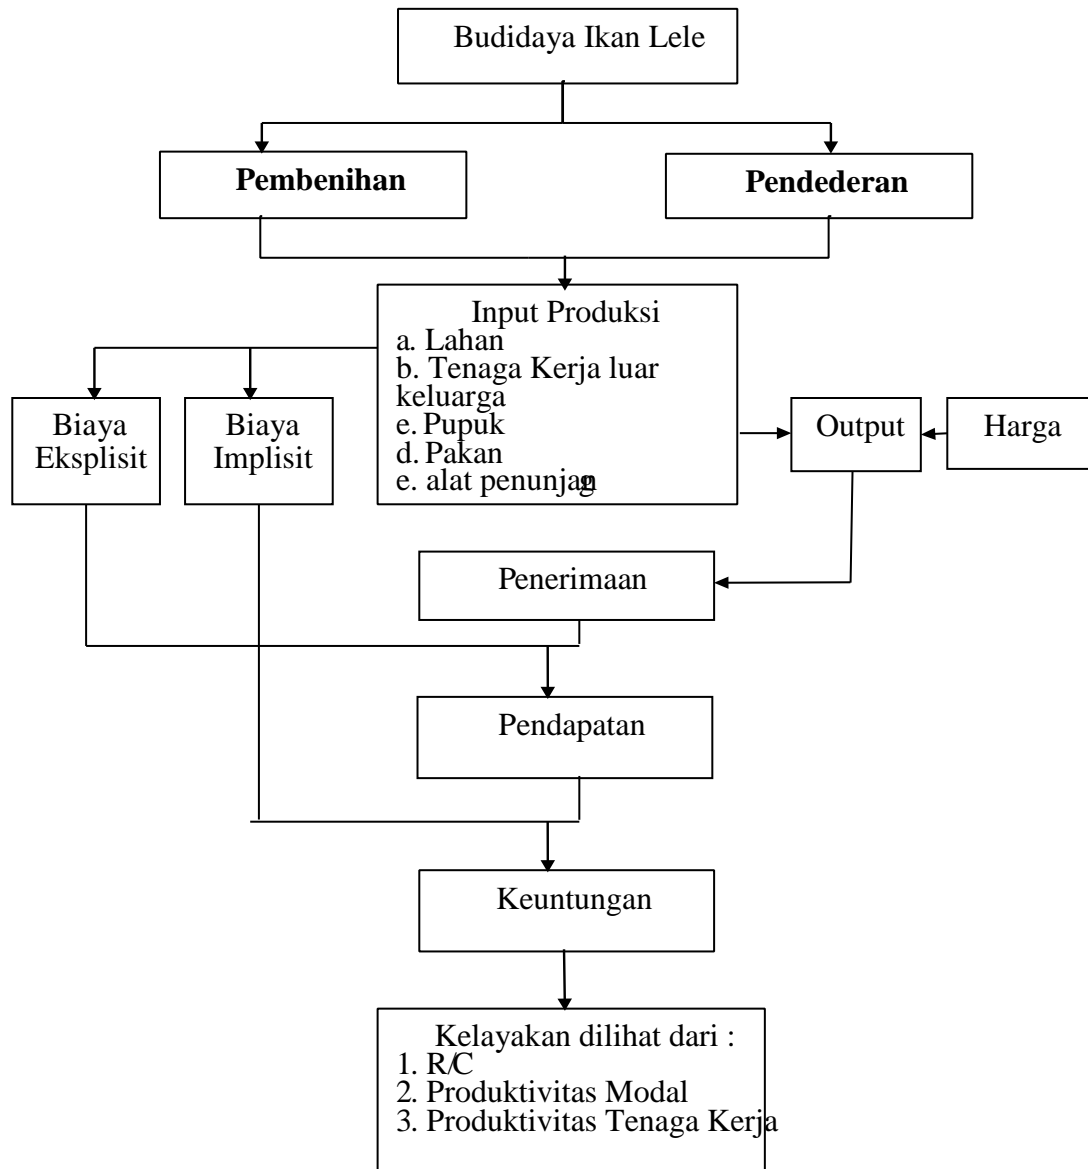 Budidaya Ikan Lele
Pembenihan
Pendederan
Input Produksi
a. Lahan
b. Tenaga Kerja luar
keluarga
e. Pupuk
d. Pakan
e. alat penunjang
Biaya
Eksplisit
Biaya
Implisit
Output
Harga
Penerimaan
Pendapatan
Keuntungan
Kelayakan dilihat dari :
1. R/C
2. Produktivitas Modal
3. Produktivitas Tenaga Kerja